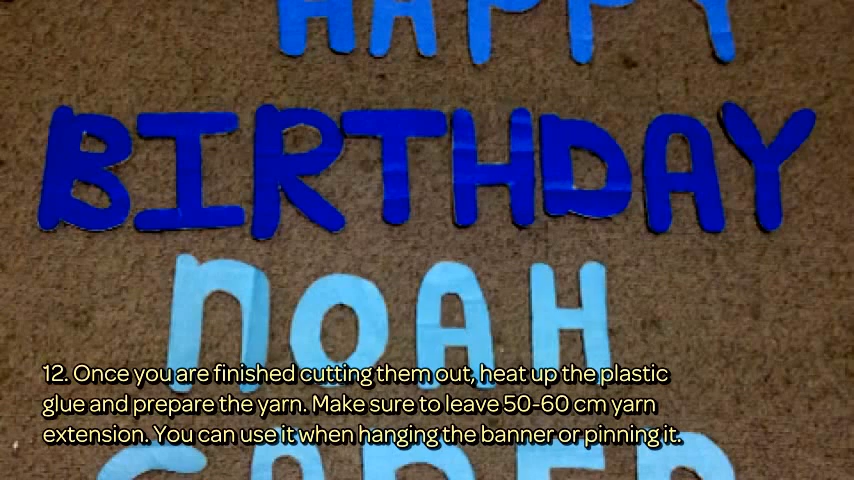 HAPPY
BIRTHDAY
nOAH
12. Once you are finished cutting them out, heat up the plastic
glue and prepare the yarn. Make sure to leave 50-60 cm yarn
extension. You can use it when hanging the banner or pinning it.